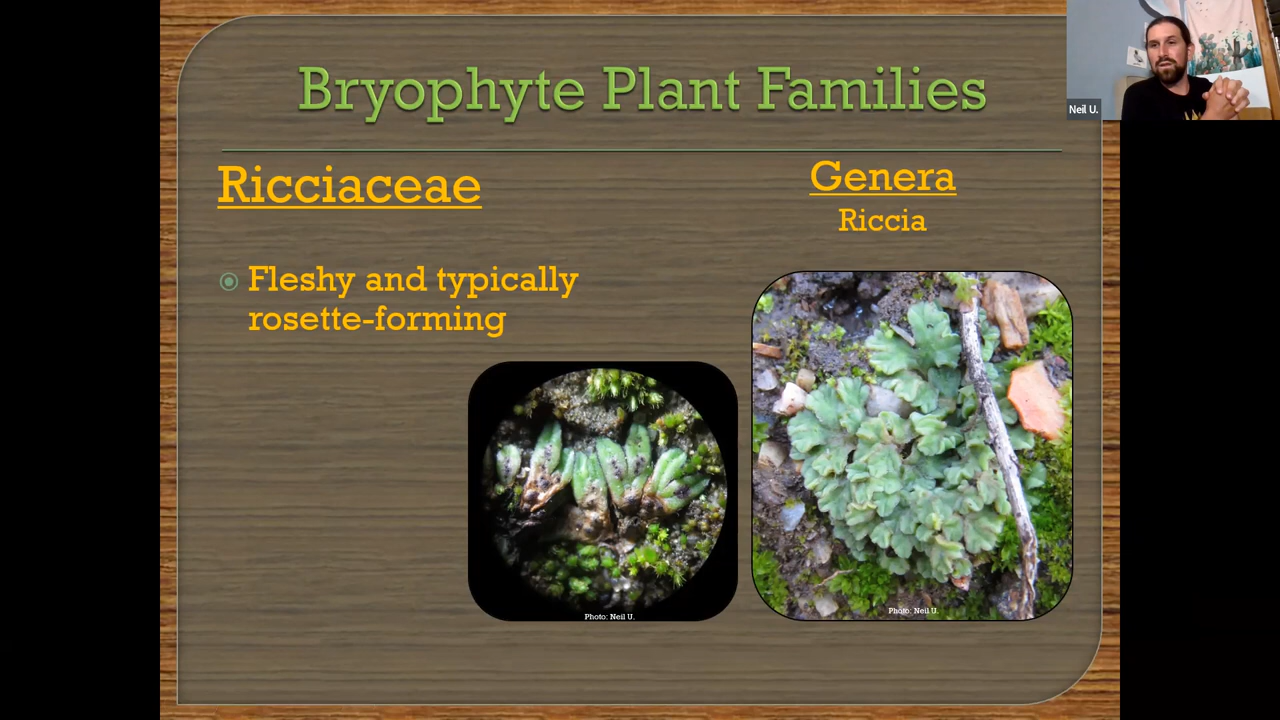 Bryophyte Plant Families
Neil U.
Ricciaceae
Genera
Riccia
Fleshy and typically
rosette-forming
Photo: Neil U.
Photo: Neil U.